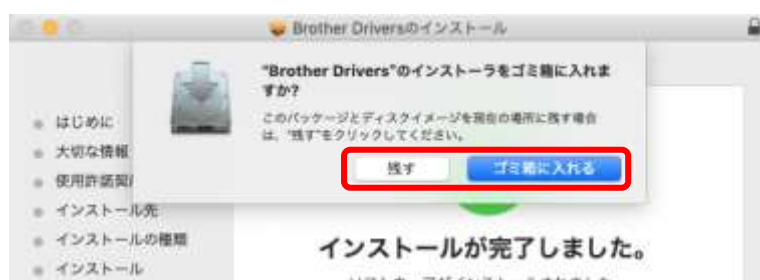 Brother Driversのインストール
"Brother Drivers"のインストーラをゴミ箱に入れま
すか?
このパッケージとディスクイメージを現在の場所に残す場合
は、"残す"をクリックしてください。
残す
ゴミ箱に入れる
はじめに
大切な情報
使用許諾契
インストール先
インストールの種類
インストール
インストールが完了しました。